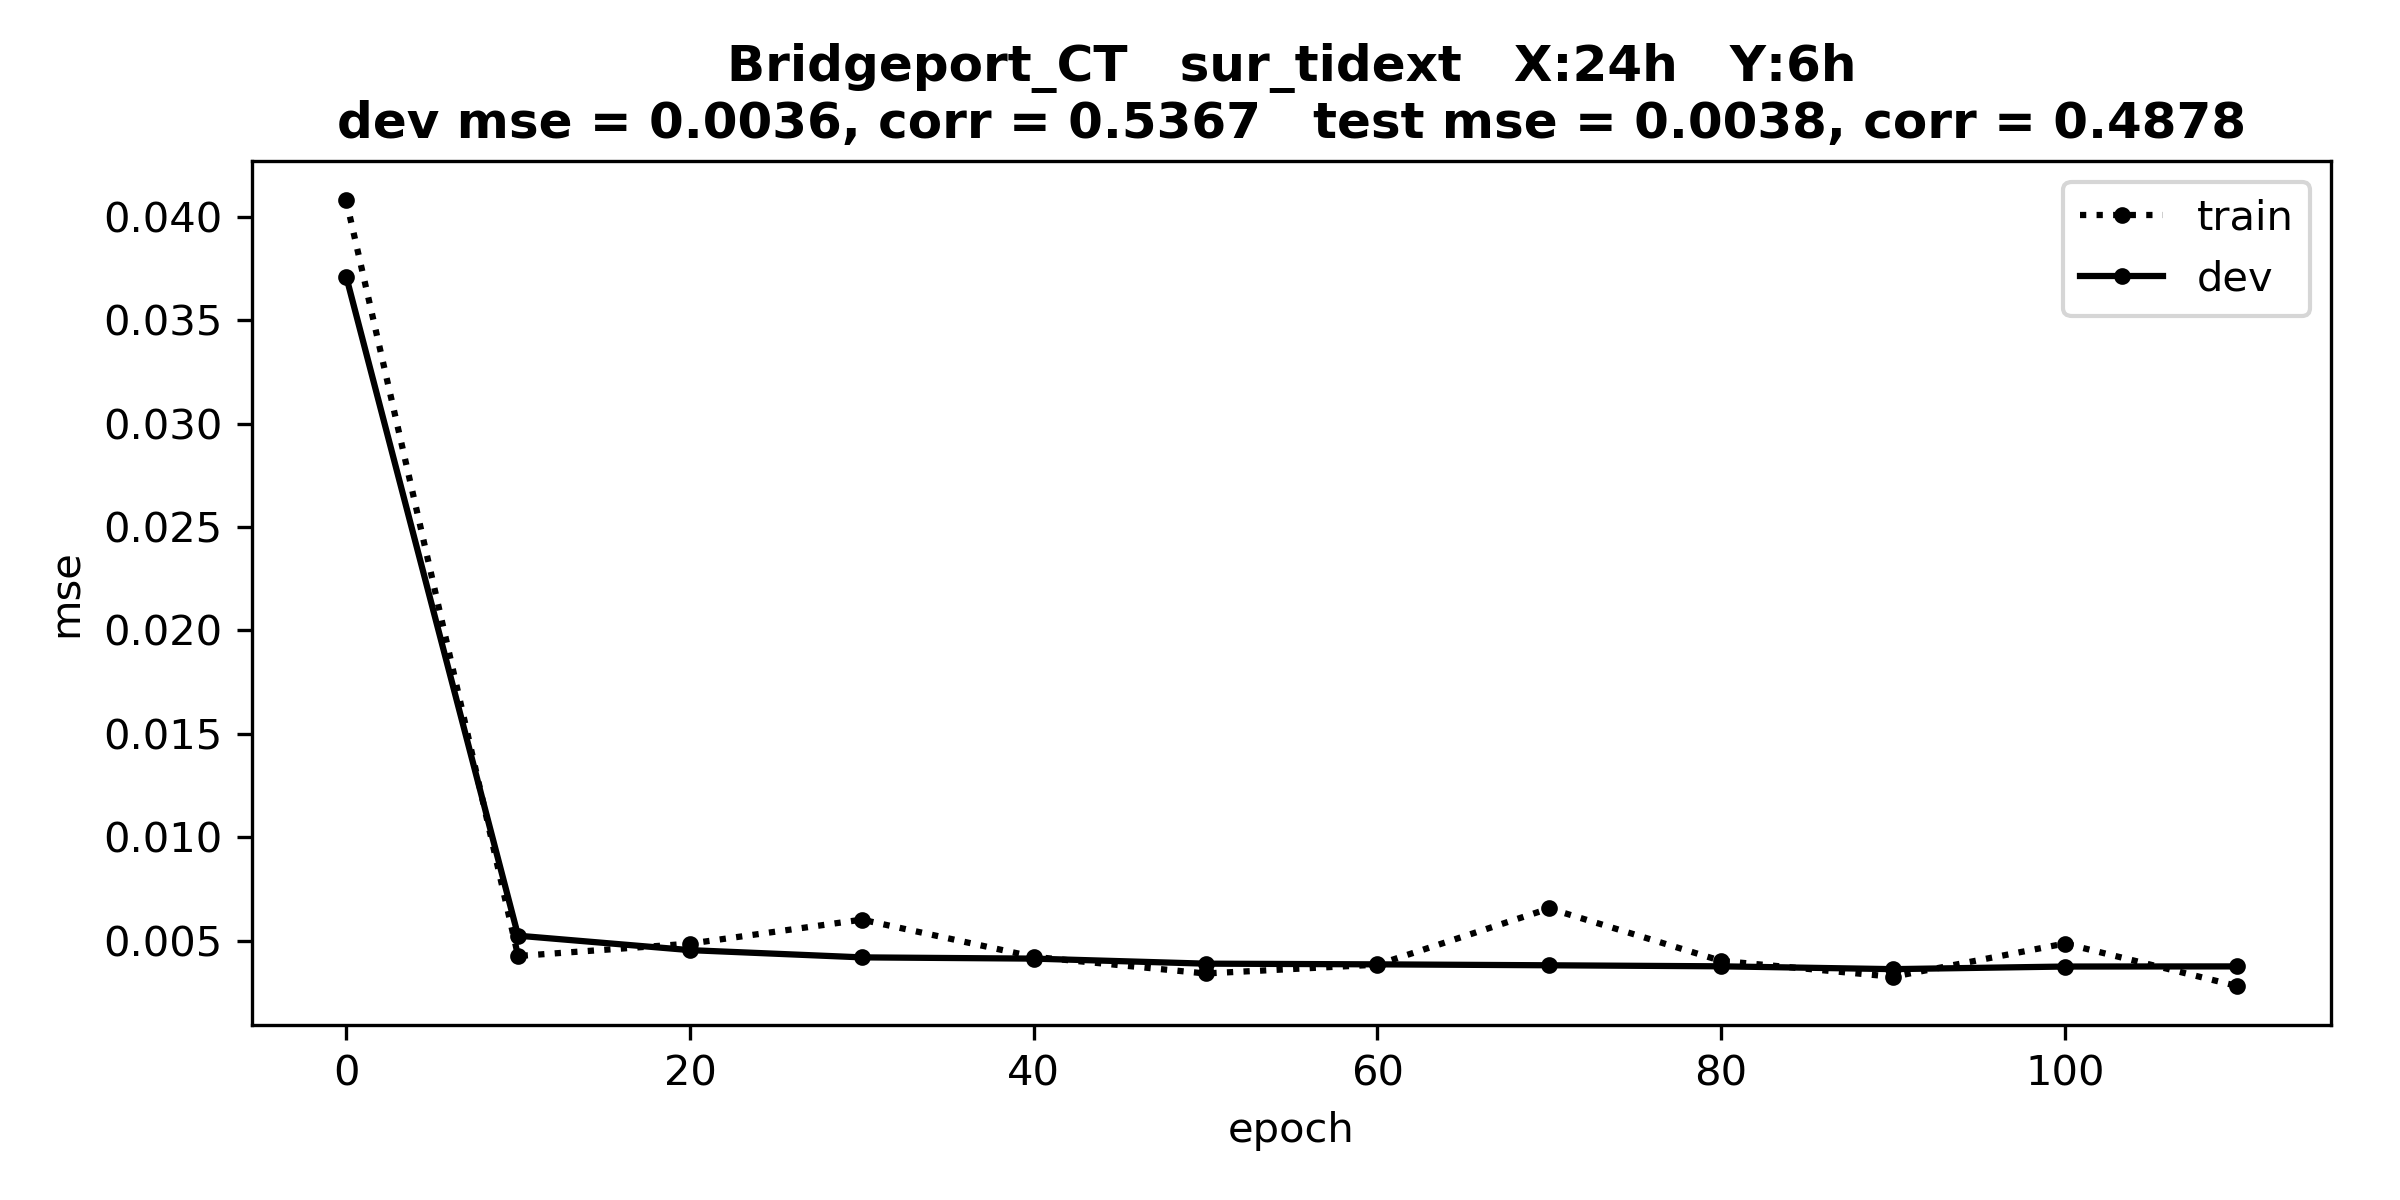 Bridgeport_CT   sur_tidext   X:24h   Y:6h
dev mse = 0.0036, corr = 0.5367   test mse = 0.0038, corr = 0.4878
train
dev
0.040
0.035
0.030
0.025
0.020
0.015
0.010
0.005
mse
0 20 40 60 80 100
epoch